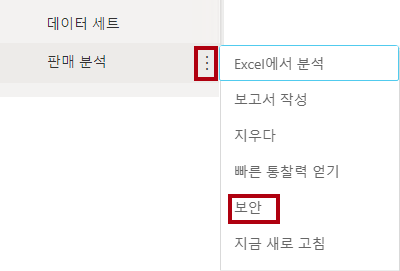 데이터 세트
판매 분석
Excel에서 분석
보고서 작성
지우다
빠른 통찰력 얻기
보안
지금 새로 고침